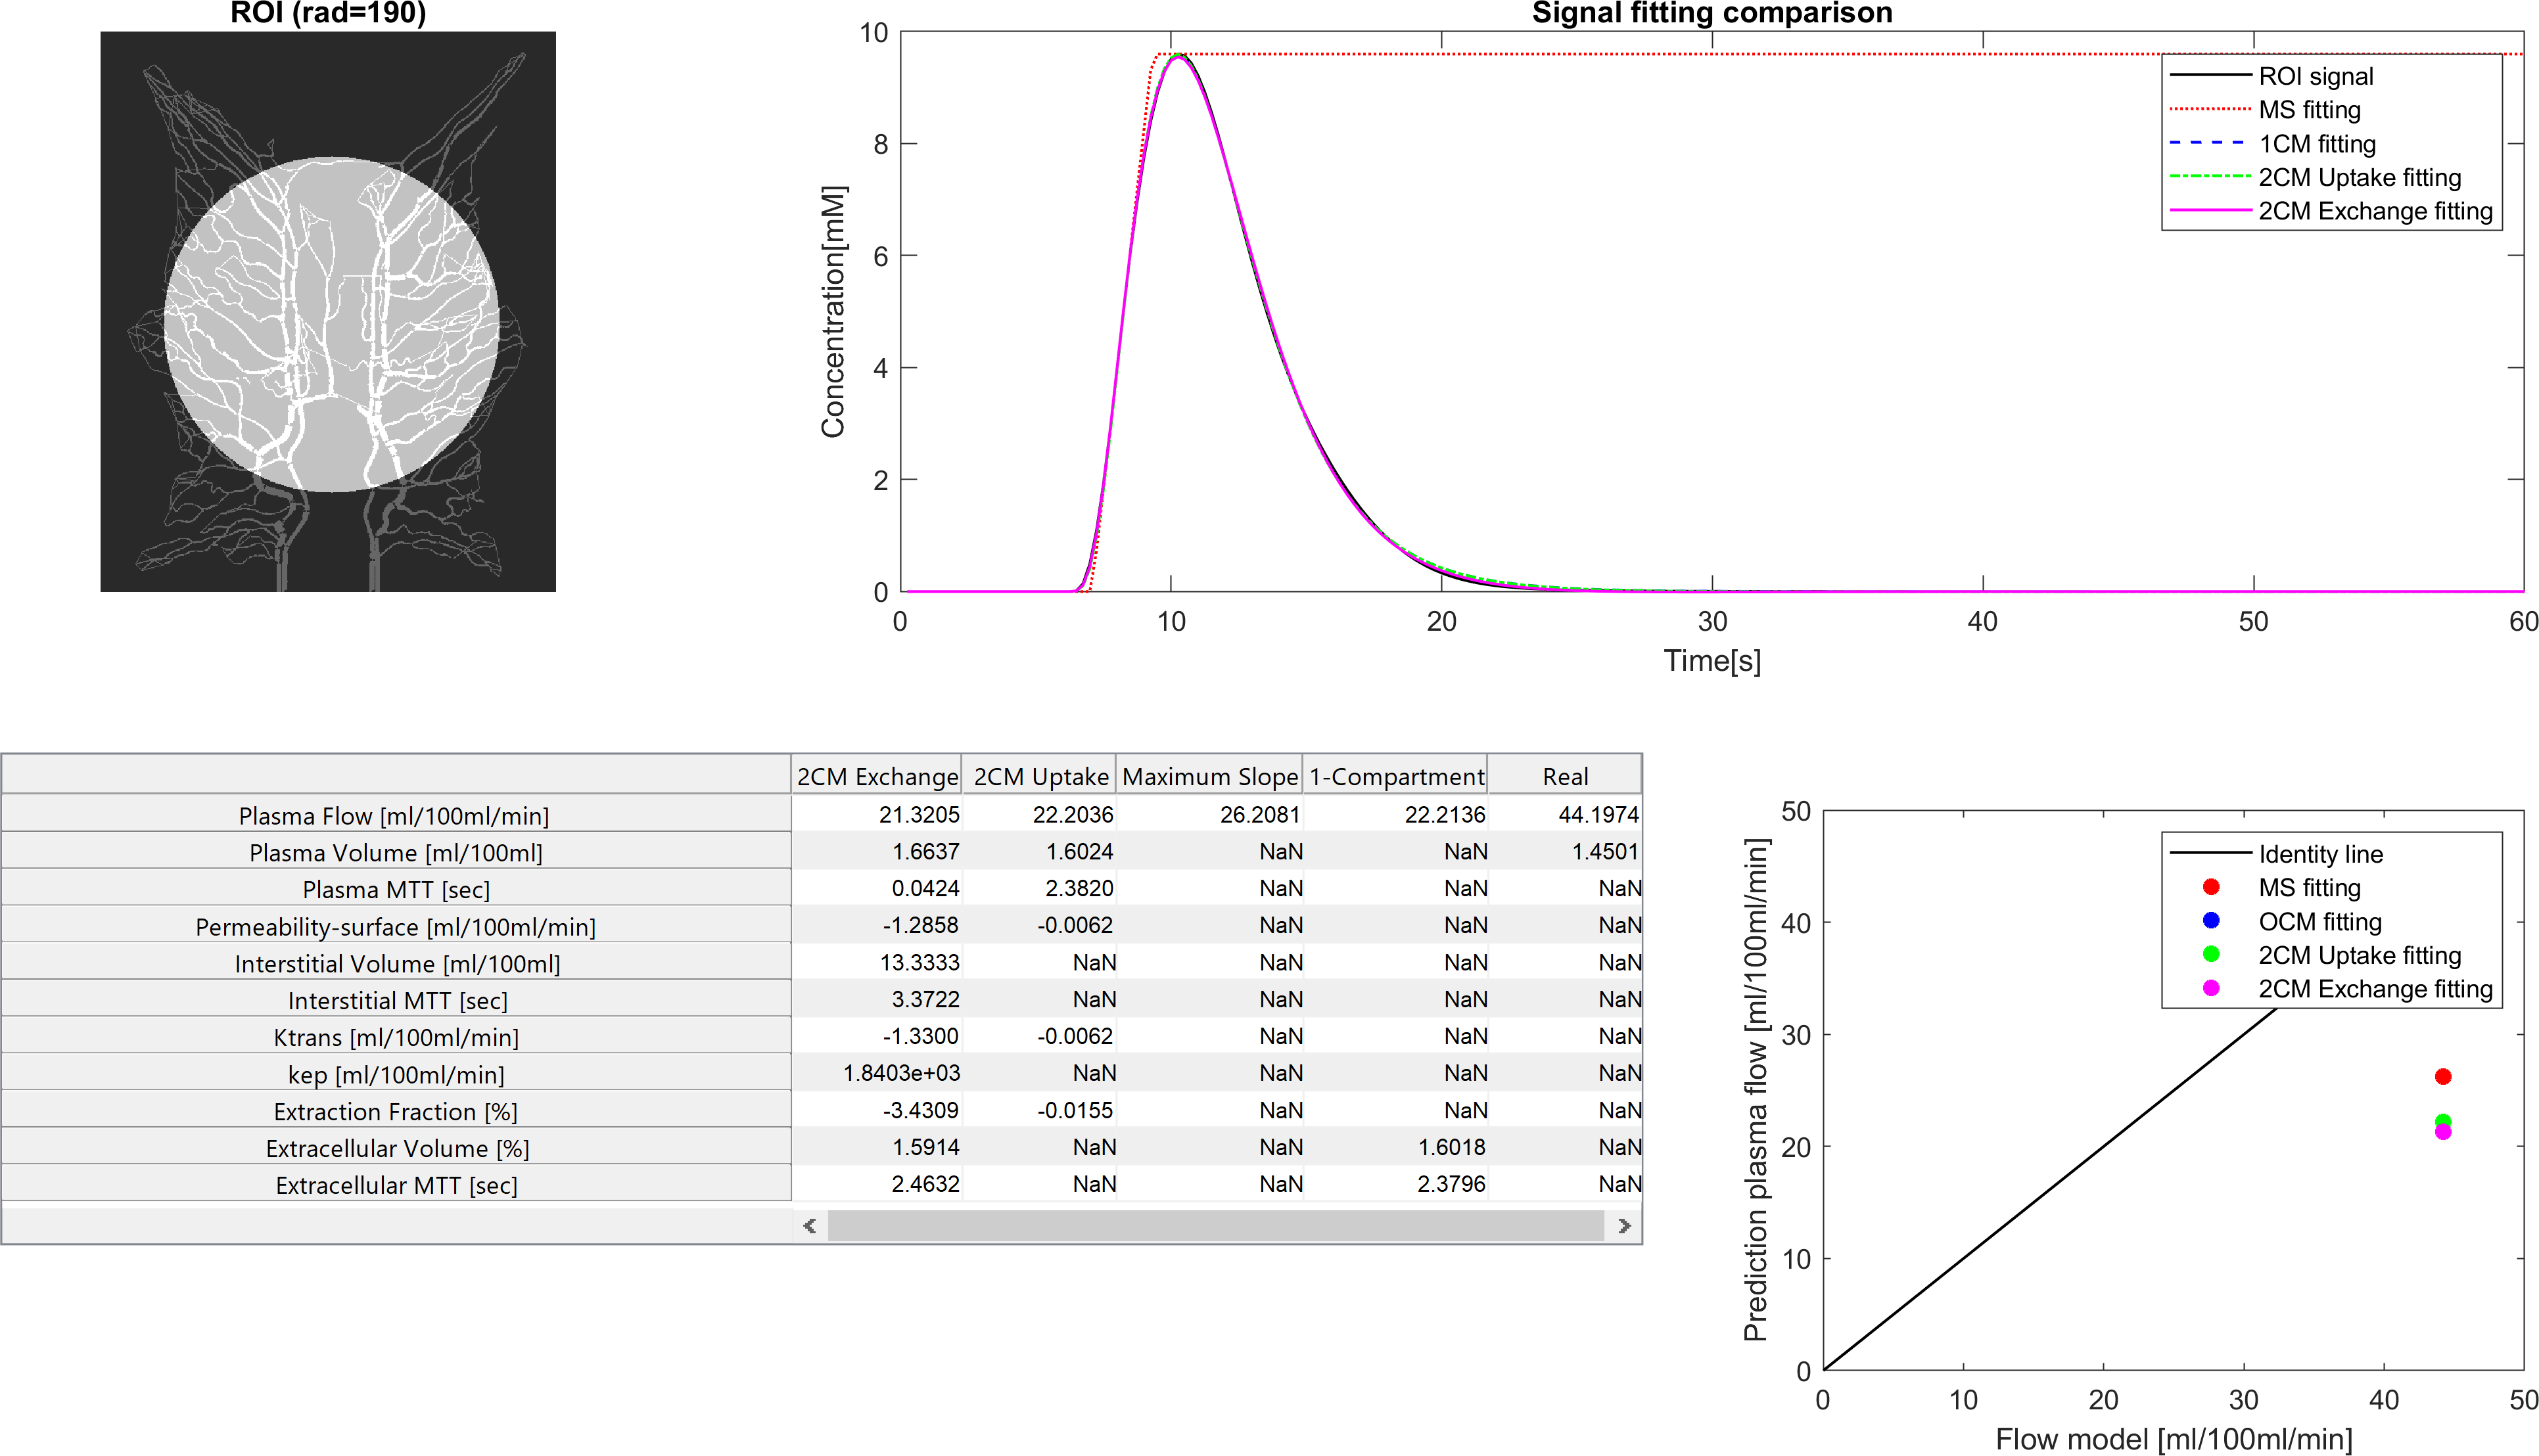 ROI (rad=190)
Signal fitting comparison
10
8
6
4
2
0
Concentration[mM]
0 10 20 30 40 50 60
Time[s]
ROI signal
MS fitting
1CM fitting
2CM Uptake fitting
2CM Exchange fitting
2CM Exchange 2CM Uptake Maximum Slope 1-Compartment Real
Plasma Flow [ml/100ml/min] 21.3205 22.2036 26.2081 22.2136 44.1974
Plasma Volume [ml/100ml] 1.6637 1.6024 NaN NaN 1.4501
Plasma MTT [sec] 0.0424 2.3820 NaN NaN NaN
Permeability-surface [ml/100ml/min] -1.2858 -0.0062 NaN NaN NaN
Interstitial Volume [ml/100ml] 13.3333 NaN NaN NaN NaN
Interstitial MTT [sec] 3.3722 NaN NaN NaN NaN
Ktrans [ml/100ml/min] -1.3300 -0.0062 NaN NaN NaN
kep [ml/100ml/min] 1.8403e+03 NaN NaN NaN NaN
Extraction Fraction [%] -3.4309 -0.0155 NaN NaN NaN
Extracellular Volume [%] 1.5914 NaN NaN 1.6018 NaN
Extracellular MTT [sec] 2.4632 NaN NaN 2.3796 NaN
50
40
30
20
10
0
Prediction plasma flow [ml/100ml/min]
0 10 20 30 40 50
Flow model [ml/100ml/min]
Identity line
MS fitting
OCM fitting
2CM Uptake fitting
2CM Exchange fitting